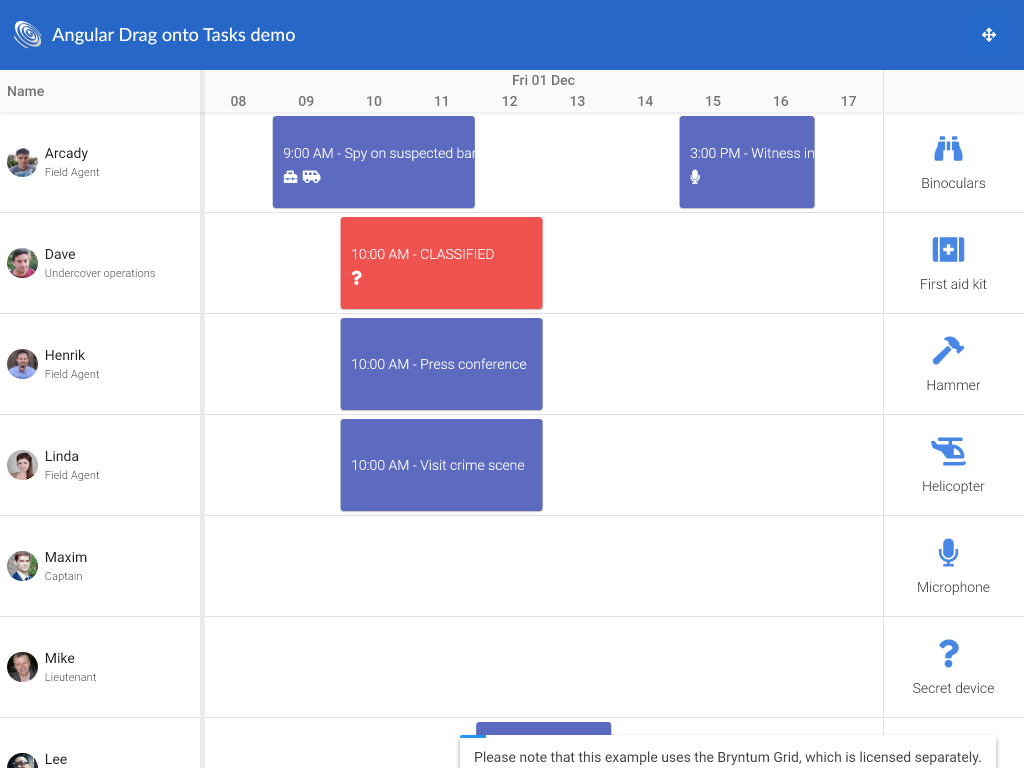 Angular Drag onto Tasks demo
Name
Fri 01 Dec
08 09 10 11 12 13 14 15 16 17
Arcady
Field Agent
9:00 AM - Spy on suspected ban
3:00 PM - Witness in
Binoculars
Dave
Undercover operations
10:00 AM - CLASSIFIED
First aid kit
Henrik
Field Agent
10:00 AM - Press conference
Hammer
Linda
Field Agent
10:00 AM - Visit crime scene
Helicopter
Maxim
Captain
Microphone
Mike
Lieutenant
Secret device
Lee
Please note that this example uses the Bryntum Grid, which is licensed separately.